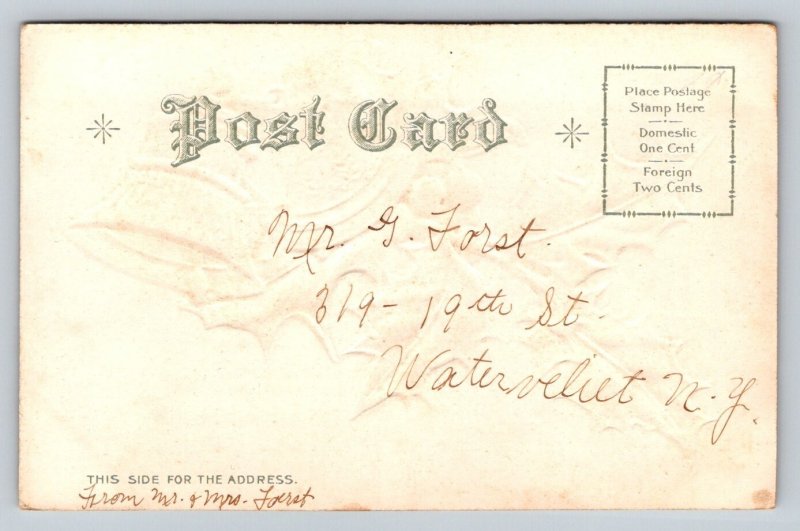 Post Card
Place Postage
Stamp Here
Domestic
One Cent
Foreign
Two Cents
Mr. G. Forst.
319-19th St.
Waterveliet N.Y.
THIS SIDE FOR THE ADDRESS.
From Mr. & Mrs. Forst